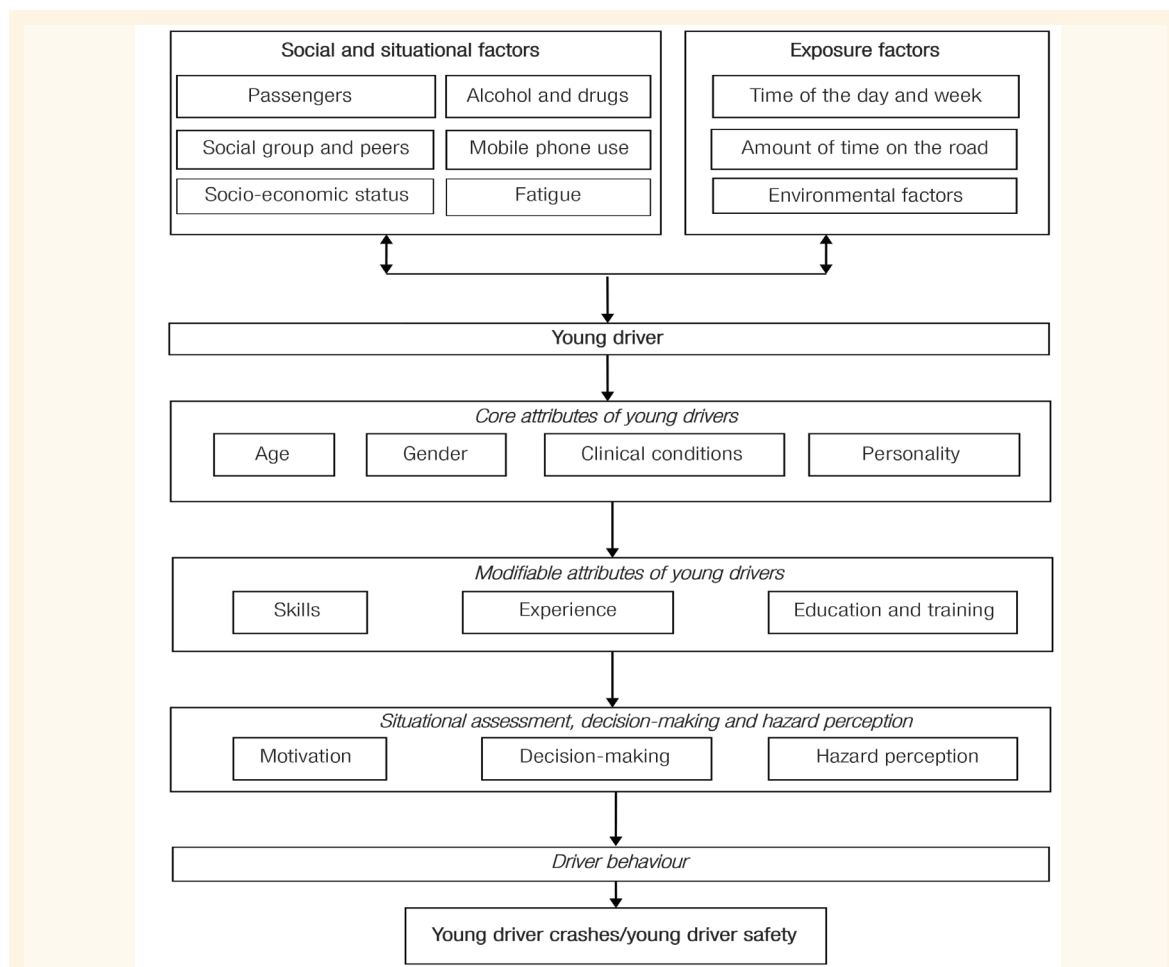 Social and situational factors
Passengers
Alcohol and drugs
Social group and peers
Mobile phone use
Socio-economic status
Fatigue
Exposure factors
Time of the day and week
Amount of time on the road
Environmental factors
Young driver
Core attributes of young drivers
Age
Gender
Clinical conditions
Personality
Modifiable attributes of young drivers
Skills
Experience
Education and training
Situational assessment, decision-making and hazard perception
Motivation
Decision-making
Hazard perception
Driver behaviour
Young driver crashes/young driver safety